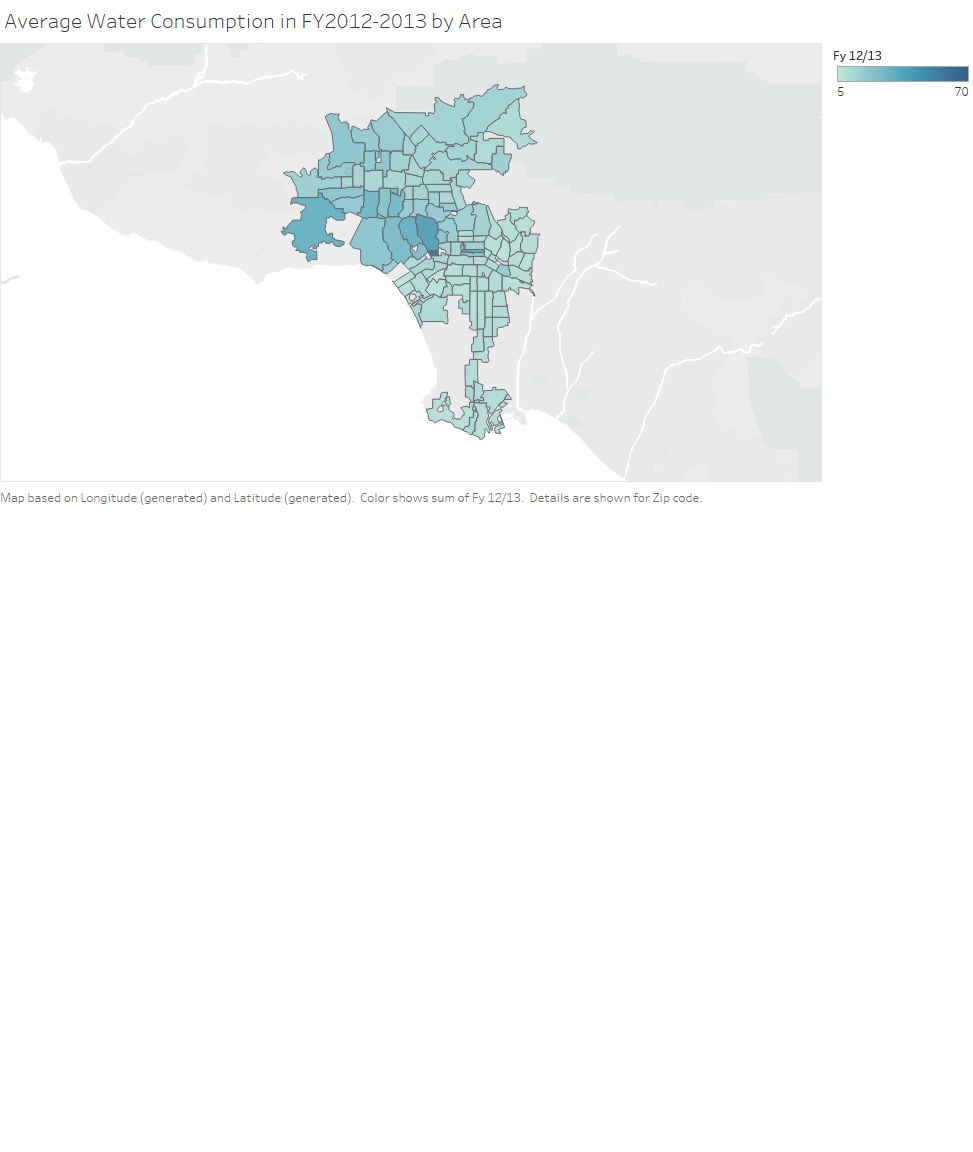 Average Water Consumption in FY2012-2013 by Area
Fy 12/13
5 70
Map based on Longitude (generated) and Latitude (generated).  Color shows sum of Fy 12/13.  Details are shown for Zip code.